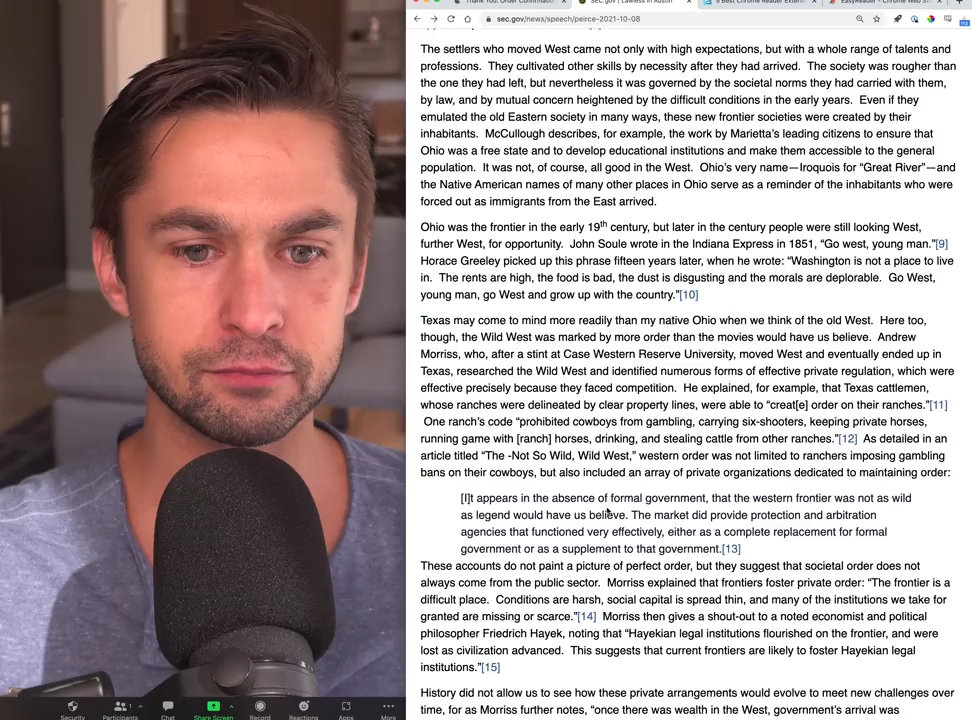 Thank You: Order Confirmatio
SEC.gov | Lawless in Austin
5 Best Chrome Reader Extens
EasyReader - Chrome Web St
sec.gov/news/speech/peirce-2021-10-08
The settlers who moved West came not only with high expectations, but with a whole range of talents and
professions. They cultivated other skills by necessity after they had arrived. The society was rougher than
the one they had left, but nevertheless it was governed by the societal norms they had carried with them,
by law, and by mutual concern heightened by the difficult conditions in the early years. Even if they
emulated the old Eastern society in many ways, these new frontier societies were created by their
inhabitants. McCullough describes, for example, the work by Marietta's leading citizens to ensure that
Ohio was a free state and to develop educational institutions and make them accessible to the general
population. It was not, of course, all good in the West. Ohio's very name—Iroquois for “Great River”—and
the Native American names of many other places in Ohio serve as a reminder of the inhabitants who were
forced out as immigrants from the East arrived.
Ohio was the frontier in the early 19th century, but later in the century people were still looking West,
further West, for opportunity. John Soule wrote in the Indiana Express in 1851, “Go west, young man.”[9]
Horace Greeley picked up this phrase fifteen years later, when he wrote: “Washington is not a place to live
in. The rents are high, the food is bad, the dust is disgusting and the morals are deplorable. Go West,
young man, go West and grow up with the country.”[10]
Texas may come to mind more readily than my native Ohio when we think of the old West. Here too,
though, the Wild West was marked by more order than the movies would have us believe. Andrew
Morriss, who, after a stint at Case Western Reserve University, moved West and eventually ended up in
Texas, researched the Wild West and identified numerous forms of effective private regulation, which were
effective precisely because they faced competition. He explained, for example, that Texas cattlemen,
whose ranches were delineated by clear property lines, were able to “creat[e] order on their ranches.”[11]
One ranch's code “prohibited cowboys from gambling, carrying six-shooters, keeping private horses,
running game with [ranch] horses, drinking, and stealing cattle from other ranches.”[12] As detailed in an
article titled “The -Not So Wild, Wild West,” western order was not limited to ranchers imposing gambling
bans on their cowboys, but also included an array of private organizations dedicated to maintaining order:
[I]t appears in the absence of formal government, that the western frontier was not as wild
as legend would have us believe. The market did provide protection and arbitration
agencies that functioned very effectively, either as a complete replacement for formal
government or as a supplement to that government.[13]
These accounts do not paint a picture of perfect order, but they suggest that societal order does not
always come from the public sector. Morriss explained that frontiers foster private order: “The frontier is a
difficult place. Conditions are harsh, social capital is spread thin, and many of the institutions we take for
granted are missing or scarce.”[14] Morriss then gives a shout-out to a noted economist and political
philosopher Friedrich Hayek, noting that “Hayekian legal institutions flourished on the frontier, and were
lost as civilization advanced. This suggests that current frontiers are likely to foster Hayekian legal
institutions.”[15]
History did not allow us to see how these private arrangements would evolve to meet new challenges over
time, for as Morriss further notes, “once there was wealth in the West, government's arrival was
Security
Participants
1
Chat
Share Screen
Record
Reactions
Apps
More